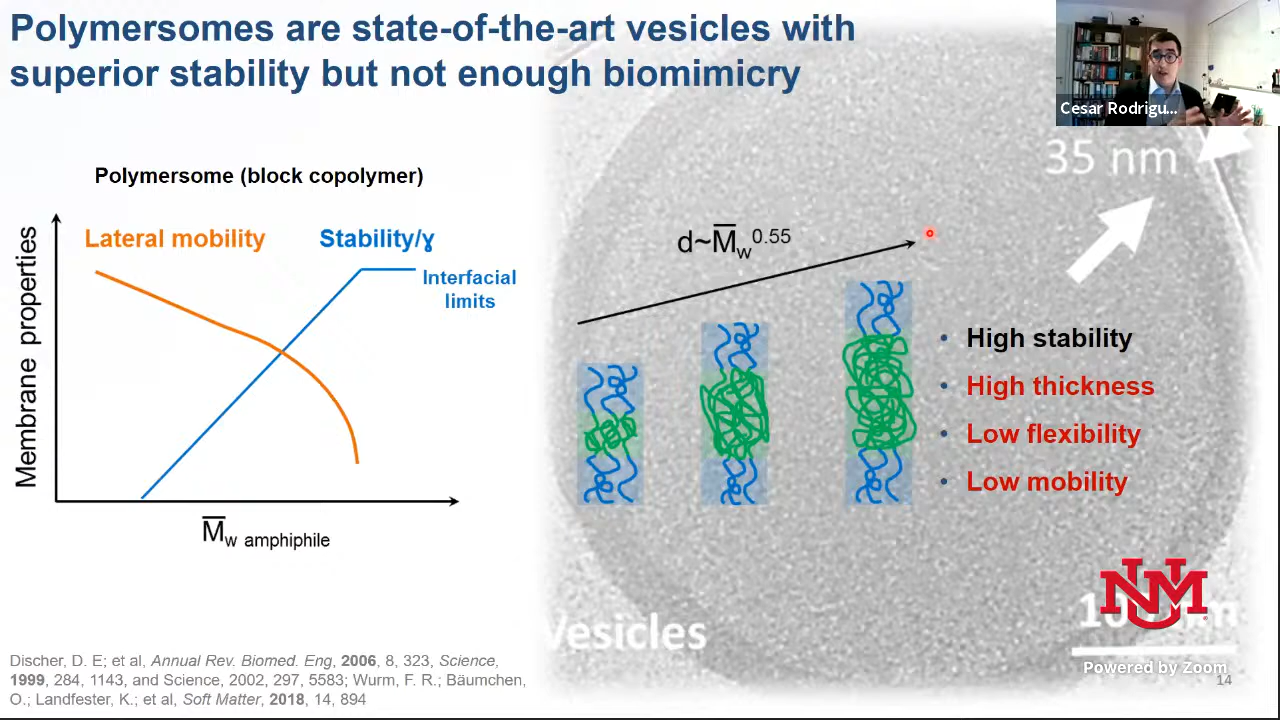 Polymersomes are state-of-the-art vesicles with
superior stability but not enough biomimicry
Cesar Rodrigu...
35 nm
Polymersome (block copolymer)
Membrane properties
Lateral mobility
Stability/ɣ
Interfacial
limits
M̅w amphiphile
d~M̅w^0.55
• High stability
• High thickness
• Low flexibility
• Low mobility
UNM
Vesicles
Powered by Zoom
14
Discher, D. E; et al, Annual Rev. Biomed. Eng, 2006, 8, 323, Science,
1999, 284, 1143, and Science, 2002, 297, 5583; Wurm, F. R.; Bäumchen,
O.; Landfester, K.; et al, Soft Matter, 2018, 14, 894